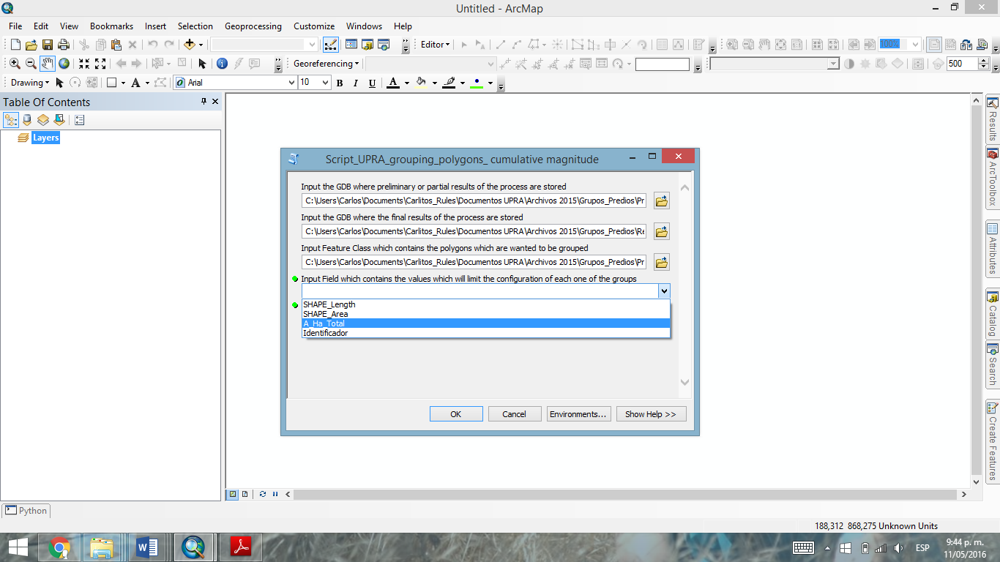 Untitled - ArcMap
File Edit View Bookmarks Insert Selection Geoprocessing Customize Windows Help
Editor 100%
Georeferencing 500
Drawing A Arial 10 B I U A
Table Of Contents
Layers
Script_UPRA_grouping_polygons_ cumulative magnitude
Input the GDB where preliminary or partial results of the process are stored
C:\Users\Carlos\Documents\Carlitos_Rules\Documentos UPRA\Archivos 2015\Grupos_Predios\Pr
Input the GDB where the final results of the process are stored
C:\Users\Carlos\Documents\Carlitos_Rules\Documentos UPRA\Archivos 2015\Grupos_Predios\Re
Input Feature Class which contains the polygons which are wanted to be grouped
C:\Users\Carlos\Documents\Carlitos_Rules\Documentos UPRA\Archivos 2015\Grupos_Predios\Pr
Input Field which contains the values which will limit the configuration of each one of the groups
SHAPE_Length
SHAPE_Area
A_Ha_Total
Identificador
OK Cancel Environments... Show Help >>
Results
ArcToolbox
Attributes
Catalog
Search
Create Features
Python
188,312 868,275 Unknown Units
ESP
9:44 p. m.
11/05/2016